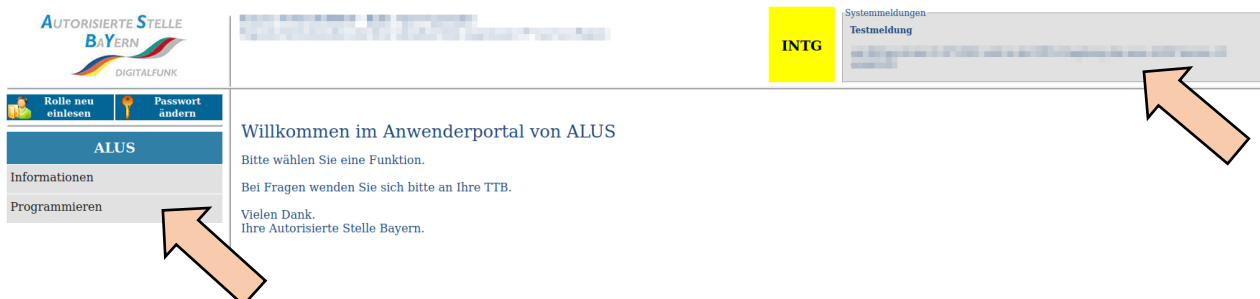 AUTORISIERTE STELLE
BAYERN
DIGITALFUNK
INTG
Systemmeldungen
Testmeldung
Rolle neu
einlesen
Passwort
ändern
ALUS
Informationen
Programmieren
Willkommen im Anwenderportal von ALUS
Bitte wählen Sie eine Funktion.
Bei Fragen wenden Sie sich bitte an Ihre TTB.
Vielen Dank.
Ihre Autorisierte Stelle Bayern.